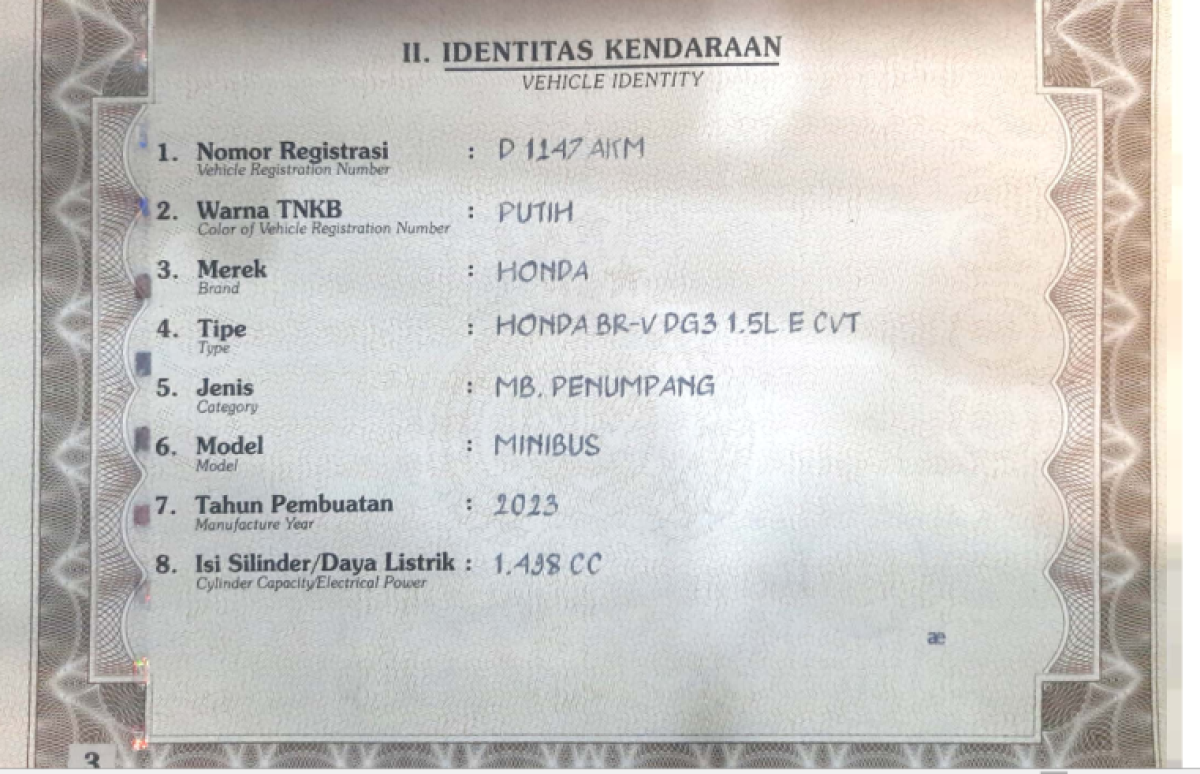 II. IDENTITAS KENDARAAN
VEHICLE IDENTITY
1. Nomor Registrasi : D 1147 AKM
Vehicle Registration Number
2. Warna TNKB : PUTIH
Color of Vehicle Registration Number
3. Merek : HONDA
Brand
4. Tipe : HONDA BR-V DG3 1.5L E CVT
Type
5. Jenis : MB. PENUMPANG
Category
6. Model : MINIBUS
Model
7. Tahun Pembuatan : 2023
Manufacture Year
8. Isi Silinder/Daya Listrik : 1.498 CC
Cylinder Capacity/Electrical Power
æ
3